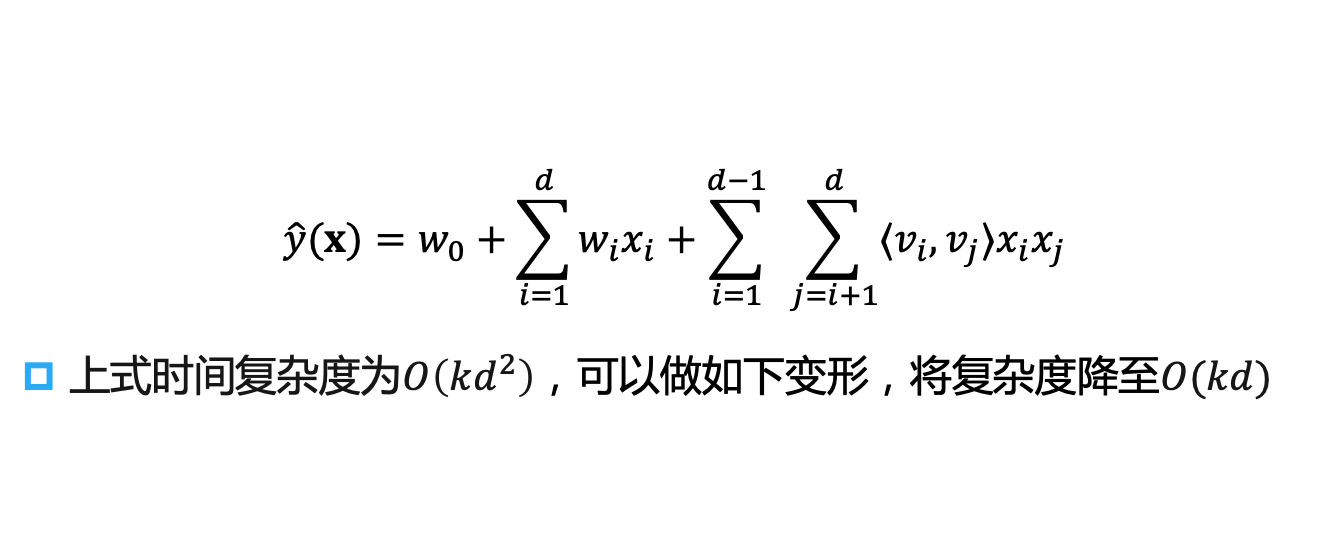 ŷ(𝐱) = w₀ + ∑_{i=1}^{d} wᵢxᵢ + ∑_{i=1}^{d−1} ∑_{j=i+1}^{d} ⟨vᵢ, vⱼ⟩xᵢxⱼ
上式时间复杂度为O(kd²)，可以做如下变形，将复杂度降至O(kd)